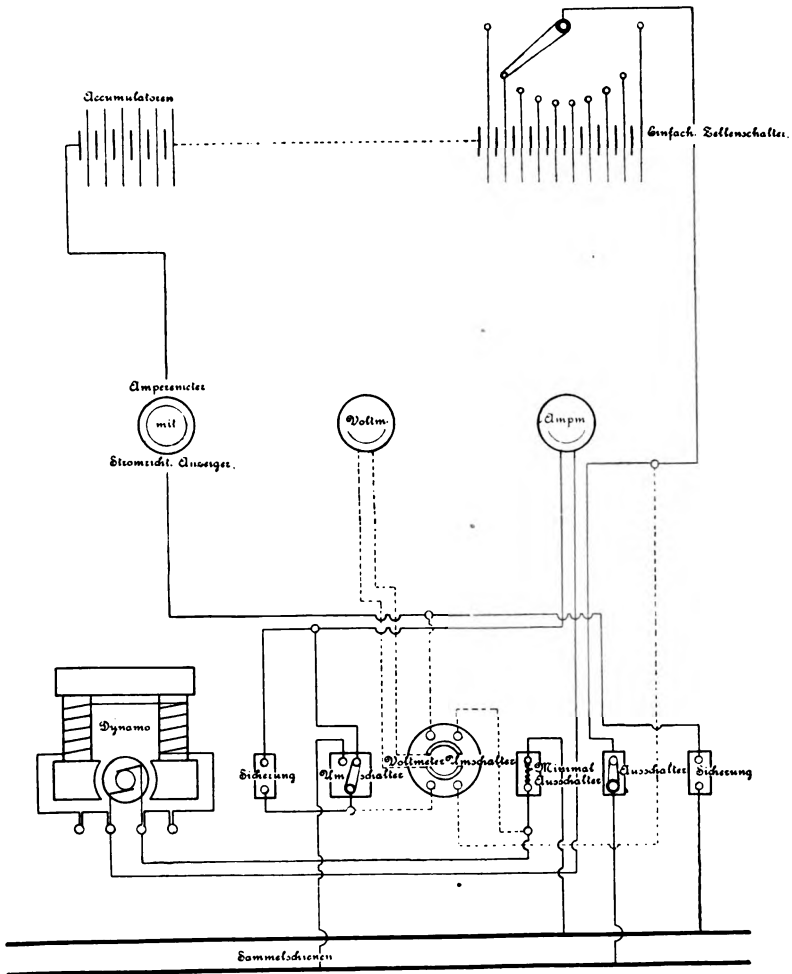 Accumulatoren
Einfach. Zellenschalter.
Amperemeter
mit
Stromricht. Anzeiger.
Voltm.
Ampm
Dynamo
Sicherung
Umschalter
Voltmeter Umschalter
Minimal
Ausschalter
Ausschalter
Sicherung
Sammelschienen